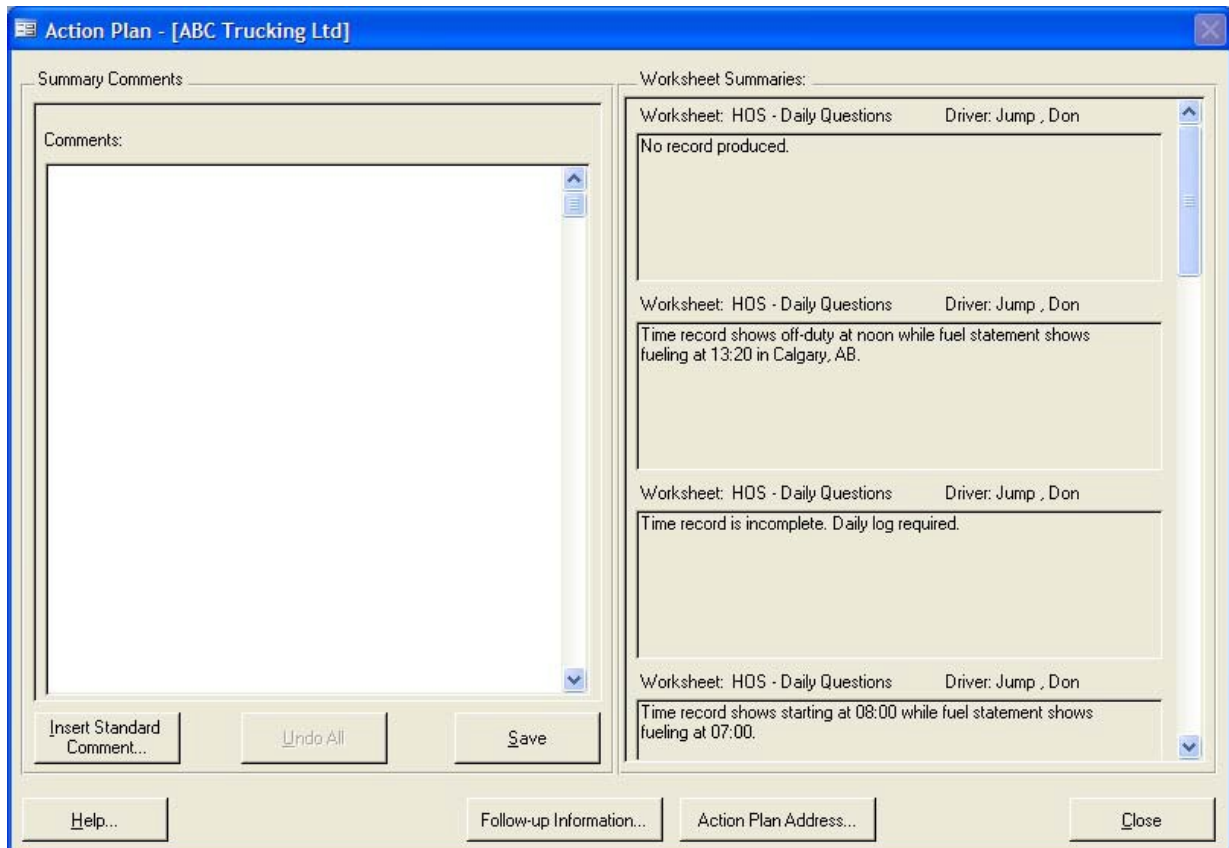 Action Plan - [ABC Trucking Ltd]
Summary Comments
Comments:
Insert Standard
Comment...
Undo All
Save
Worksheet Summaries:
Worksheet: HOS - Daily Questions Driver: Jump , Don
No record produced.
Worksheet: HOS - Daily Questions Driver: Jump , Don
Time record shows off-duty at noon while fuel statement shows
fueling at 13:20 in Calgary, AB.
Worksheet: HOS - Daily Questions Driver: Jump , Don
Time record is incomplete. Daily log required.
Worksheet: HOS - Daily Questions Driver: Jump , Don
Time record shows starting at 08:00 while fuel statement shows
fueling at 07:00.
Help...
Follow-up Information...
Action Plan Address...
Close